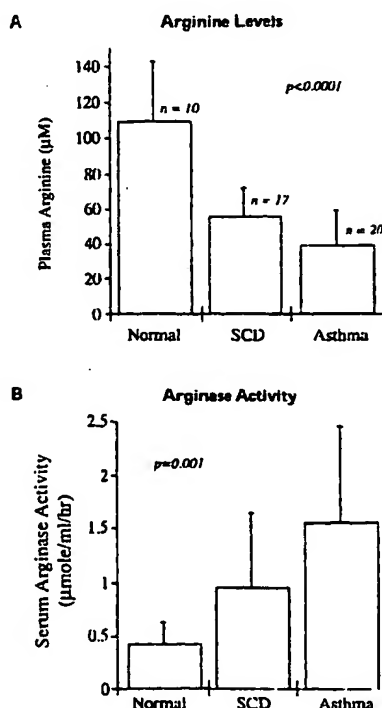 A
Arginine Levels
Plasma Arginine (µM)
140
120
100
80
60
40
20
0
n = 10
n = 17
n = 20
p<0.0001
Normal
SCD
Asthma
B
Arginase Activity
Serum Arginase Activity
(µmole/ml/hr)
2.5
2
1.5
1
0.5
0
p=0.001
Normal
SCD
Asthma